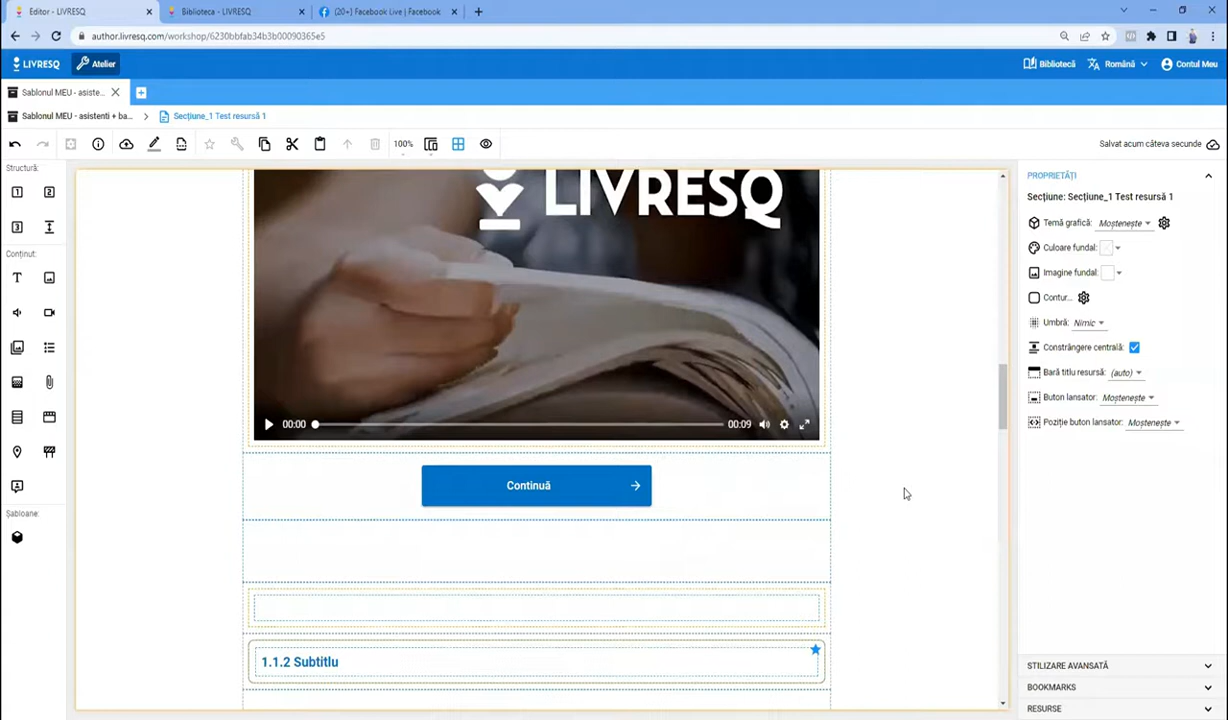 Editor - LIVRESQ
Biblioteca - LIVRESQ
(20+) Facebook Live | Facebook
author.livresq.com/workshop/6230bbfab34b3b00090365e5
LIVRESQ
Atelier
Bibliotecă
Română
Contul Meu
Sablonul MEU - asiste...
Sablonul MEU - asistenti + ba...
Secțiune_1 Test resursă 1
100%
Salvat acum câteva secunde
Structură:
1
2
3
Conținut:
T
Șabloane:
LIVRESQ
00:00
00:09
Continuă
1.1.2 Subtitlu
PROPRIETĂȚI
Secțiune: Secțiune_1 Test resursă 1
Temă grafică: Moștenește
Culoare fundal:
Imagine fundal:
Contur...
Umbră: Nimic
Constrângere centrală:
Bară titlu resursă: (auto)
Buton lansator: Moștenește
Poziție buton lansator: Moștenește
STILIZARE AVANSATĂ
BOOKMARKS
RESURSE